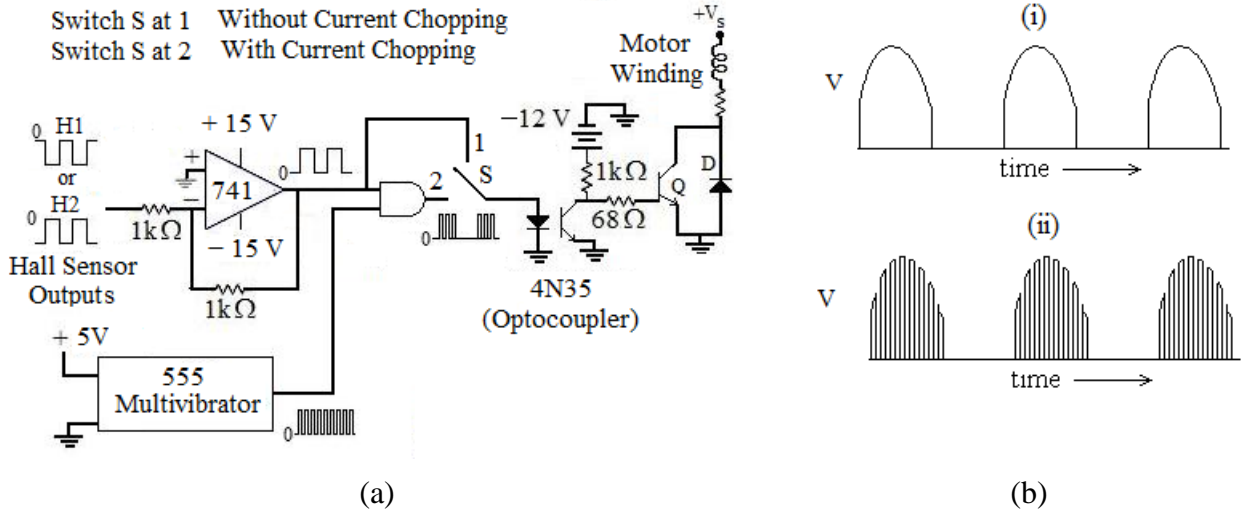 Switch S at 1 Without Current Chopping
Switch S at 2 With Current Chopping
+V_S
Motor
Winding
−12 V
0
H1
or
H2
0
+ 15 V
+
741
−
− 15 V
1kΩ
1kΩ
0
1
S
2
0
1kΩ
68Ω
Q
D
Hall Sensor
Outputs
4N35
(Optocoupler)
+ 5V
555
Multivibrator
0
(a)
(i)
V
time
(ii)
V
time
(b)